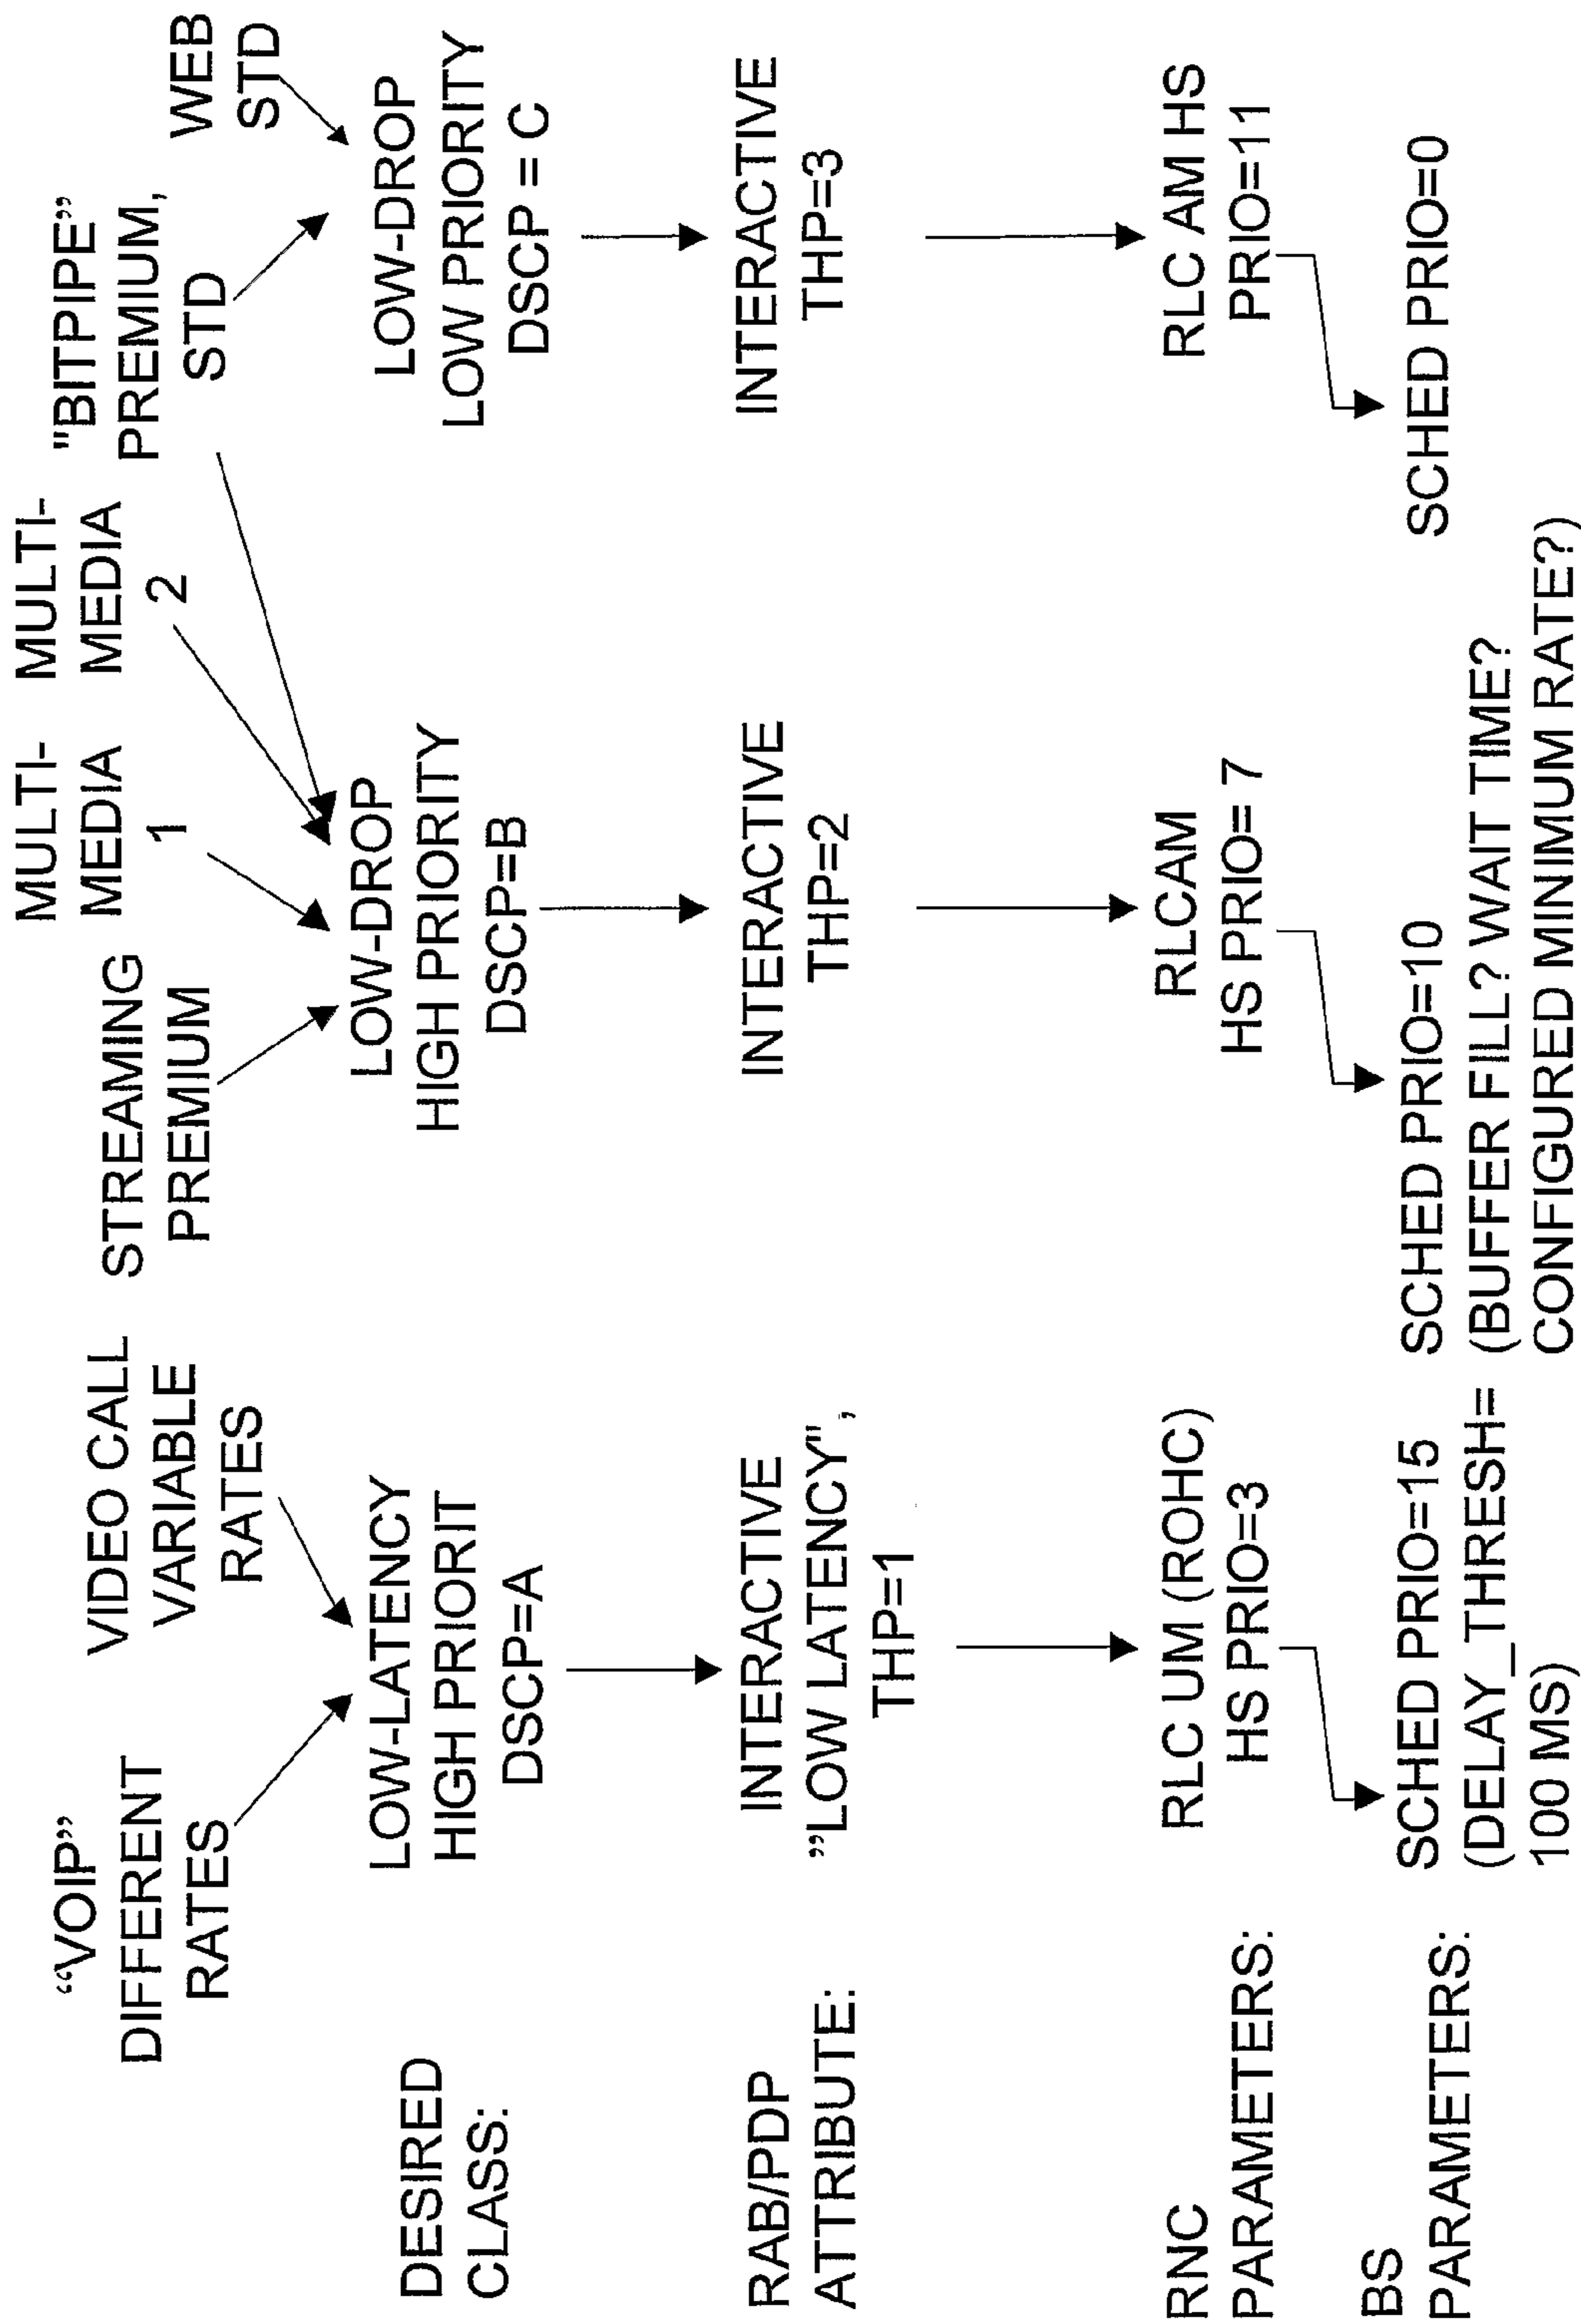 “VOIP”
DIFFERENT
RATES
VIDEO CALL
VARIABLE
RATES
STREAMING
PREMIUM
MULTI-
MEDIA
1
MULTI-
MEDIA
2
"BITPIPE”
PREMIUM,
STD
WEB
STD
DESIRED
CLASS:
LOW-LATENCY
HIGH PRIORIT
DSCP=A
LOW-DROP
HIGH PRIORITY
DSCP=B
LOW-DROP
LOW PRIORITY
DSCP = C
RAB/PDP
ATTRIBUTE:
INTERACTIVE
”LOW LATENCY",
THP=1
INTERACTIVE
THP=2
INTERACTIVE
THP=3
RNC
PARAMETERS:
RLC UM (ROHC)
HS PRIO=3
RLCAM
HS PRIO= 7
RLC AM HS
PRIO=11
BS
PARAMETERS:
SCHED PRIO=15
(DELAY_THRESH=
100 MS)
SCHED PRIO=10
(BUFFER FILL? WAIT TIME?
CONFIGURED MINIMUM RATE?)
SCHED PRIO=0